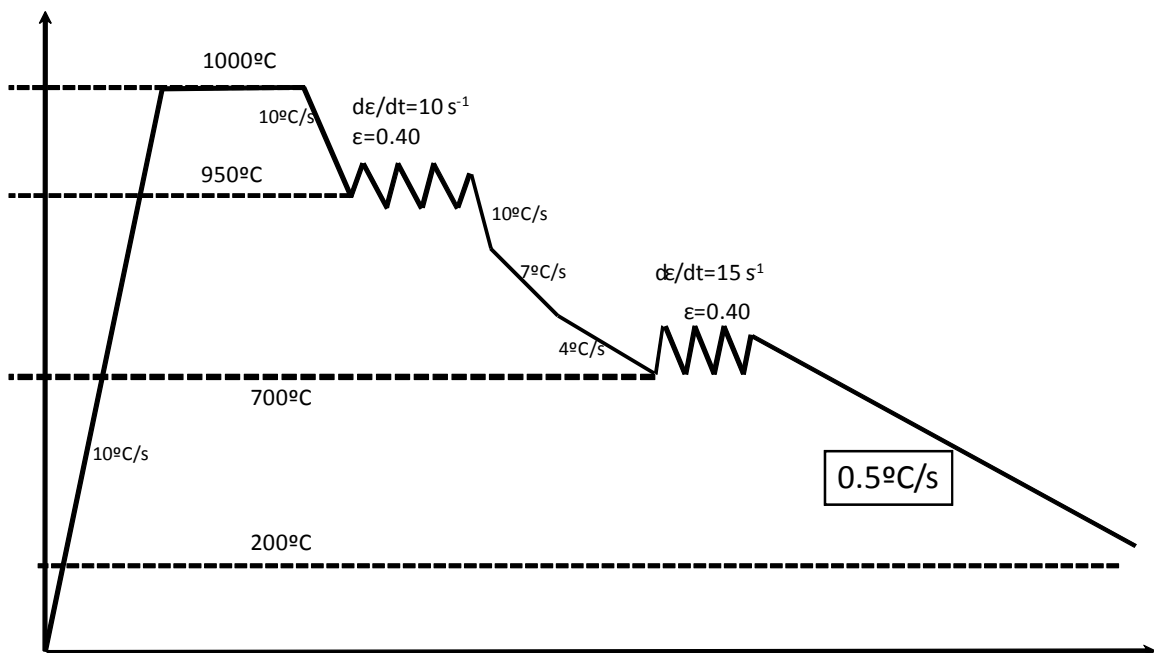 1000ºC
10ºC/s
dε/dt=10 s-1
ε=0.40
950ºC
10ºC/s
7ºC/s
dε/dt=15 s1
ε=0.40
4ºC/s
700ºC
10ºC/s
0.5ºC/s
200ºC